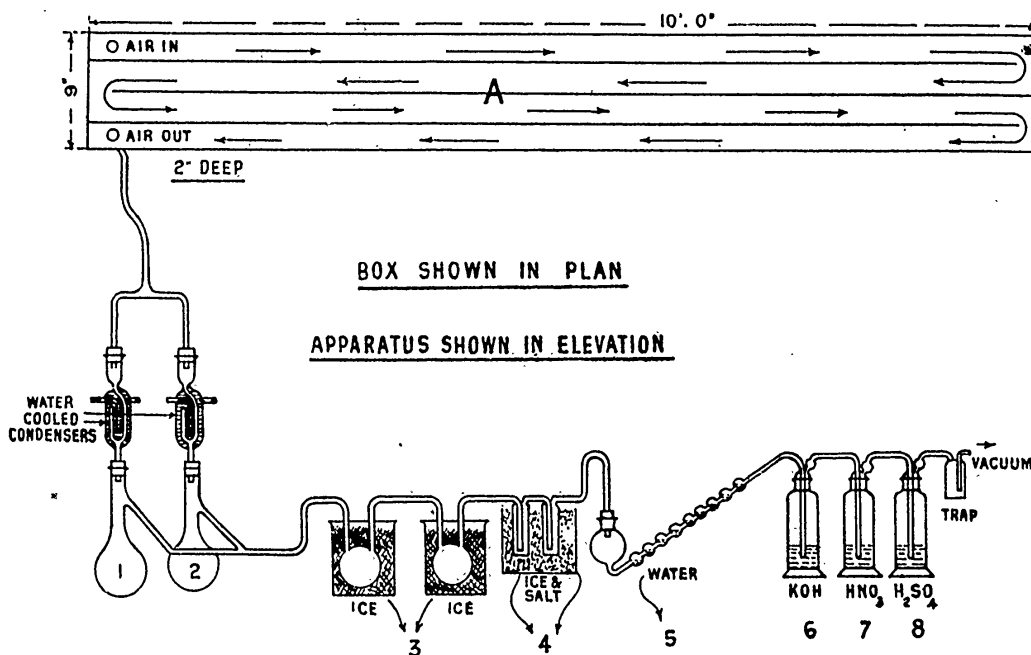 10'. 0"
AIR IN
9"
A
AIR OUT
2" DEEP
BOX SHOWN IN PLAN
APPARATUS SHOWN IN ELEVATION
WATER
COOLED
CONDENSERS
VACUUM
TRAP
1
2
ICE
ICE
ICE &
SALT
WATER
KOH
HNO₃
H₂SO₄
3
4
5
6
7
8